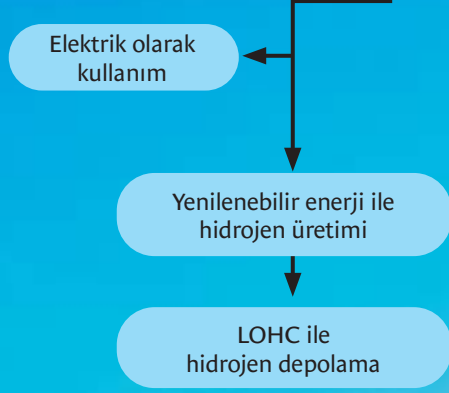 Elektrik olarak
kullanım
Yenilenebilir enerji ile
hidrojen üretimi
LOHC ile
hidrojen depolama